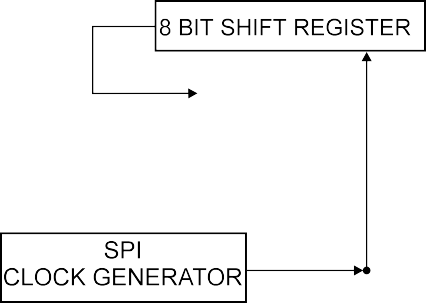 8 BIT SHIFT REGISTER
SPI
CLOCK GENERATOR